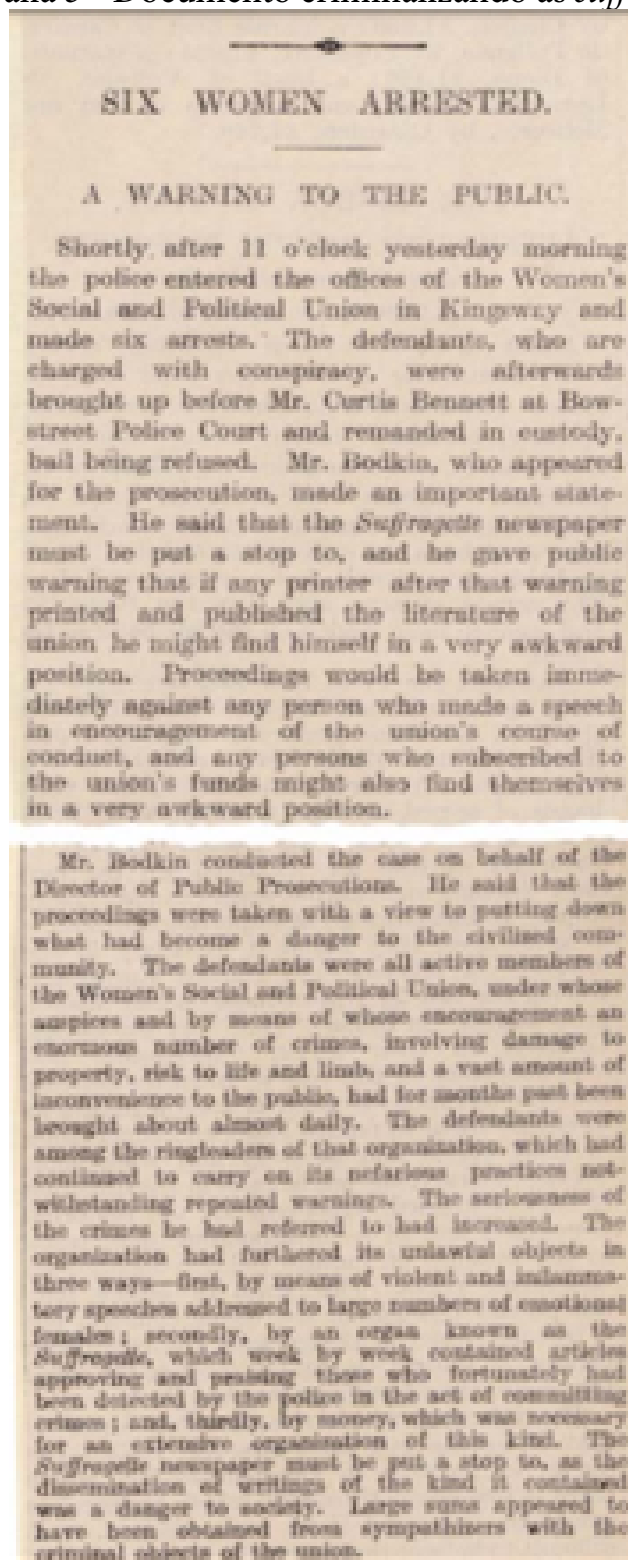 Documento criminalizando as
SIX WOMEN ARRESTED.
A WARNING TO THE PUBLIC.
Shortly after 11 o'clock yesterday morning
the police entered the offices of the Women's
Social and Political Union in Kingsway and
made six arrests. The defendants, who are
charged with conspiracy, were afterwards
brought up before Mr. Curtis Bennett at Bow-
street Police Court and remanded in custody,
bail being refused. Mr. Bodkin, who appeared
for the prosecution, made an important state-
ment. He said that the Suffragette newspaper
must be put a stop to, and he gave public
warning that if any printer after that warning
printed and published the literature of the
union he might find himself in a very awkward
position. Proceedings would be taken imme-
diately against any person who made a speech
in encouragement of the union's course of
conduct, and any persons who subscribed to
the union's funds might also find themselves
in a very awkward position.
Mr. Bodkin conducted the case on behalf of the
Director of Public Prosecutions. He said that the
proceedings were taken with a view to putting down
what had become a danger to the civilized com-
munity. The defendants were all active members of
the Women's Social and Political Union, under whose
auspices and by means of whose encouragement an
enormous number of crimes, involving damage to
property, risk to life and limb, and a vast amount of
inconvenience to the public, had for months past been
brought about almost daily. The defendants were
among the ringleaders of that organization, which had
continued to carry on its nefarious practices not-
withstanding repeated warnings. The seriousness of
the crimes he had referred to had increased. The
organization had furthered its unlawful objects in
three ways—first, by means of violent and inflamma-
tory speeches addressed to large numbers of emotional
females; secondly, by an organ known as the
Suffragette, which week by week contained articles
approving and praising those who fortunately had
been detected by the police in the act of committing
crimes; and, thirdly, by money, which was necessary
for an extensive organization of this kind. The
Suffragette newspaper must be put a stop to, as the
dissemination of writings of the kind it contained
was a danger to society. Large sums appeared to
have been obtained from sympathizers with the
criminal objects of the union.